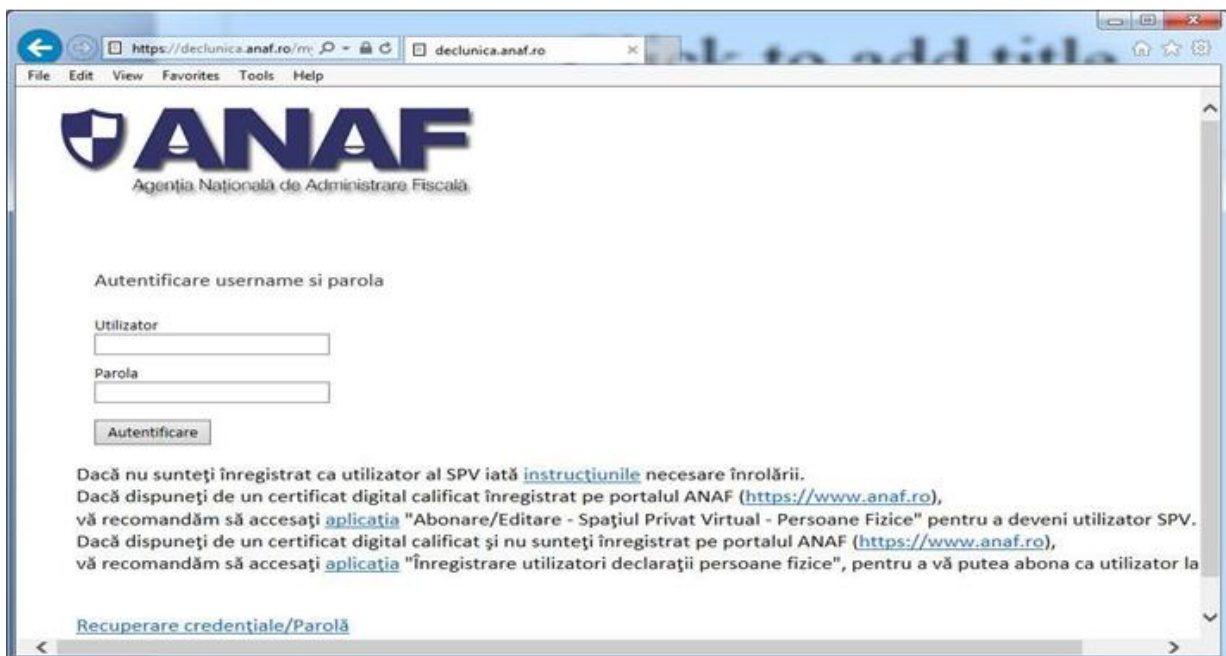 Click to add title
https://declunica.anaf.ro/my
declunica.anaf.ro
File Edit View Favorites Tools Help
ANAF
Agenția Națională de Administrare Fiscală
Autentificare username si parola
Utilizator
Parola
Autentificare
Dacă nu sunteţi înregistrat ca utilizator al SPV iată instrucţiunile necesare înrolării.
Dacă dispuneţi de un certificat digital calificat înregistrat pe portalul ANAF (https://www.anaf.ro),
vă recomandăm să accesaţi aplicaţia "Abonare/Editare - Spaţiul Privat Virtual - Persoane Fizice" pentru a deveni utilizator SPV.
Dacă dispuneţi de un certificat digital calificat şi nu sunteţi înregistrat pe portalul ANAF (https://www.anaf.ro),
vă recomandăm să accesaţi aplicaţia "Înregistrare utilizatori declaraţii persoane fizice", pentru a vă putea abona ca utilizator la
Recuperare credenţiale/Parolă